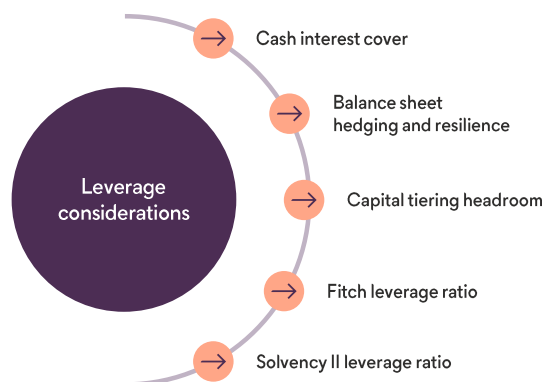 Cash interest cover
Balance sheet
hedging and resilience
Leverage
considerations
Capital tiering headroom
Fitch leverage ratio
Solvency II leverage ratio